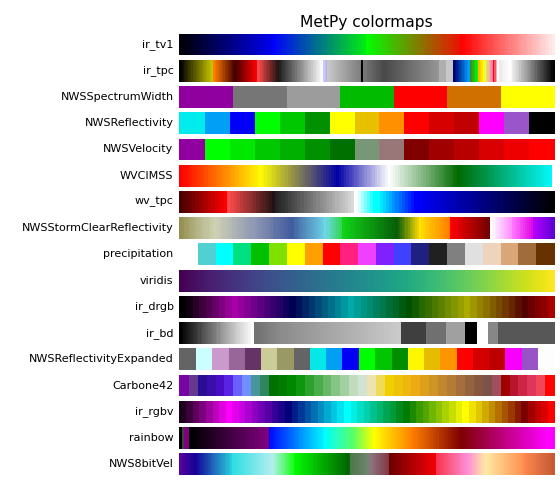 MetPy colormaps
ir_tv1
ir_tpc
NWSSpectrumWidth
NWSReflectivity
NWSVelocity
WVCIMSS
wv_tpc
NWSStormClearReflectivity
precipitation
viridis
ir_drgb
ir_bd
NWSReflectivityExpanded
Carbone42
ir_rgbv
rainbow
NWS8bitVel